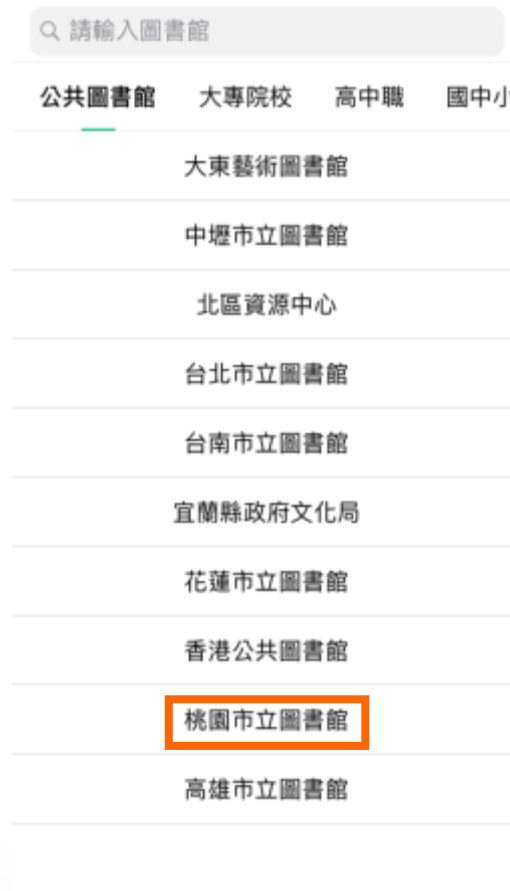 請輸入圖書館
公共圖書館 大專院校 高中職 國中小
大東藝術圖書館
中壢市立圖書館
北區資源中心
台北市立圖書館
台南市立圖書館
宜蘭縣政府文化局
花蓮市立圖書館
香港公共圖書館
桃園市立圖書館
高雄市立圖書館